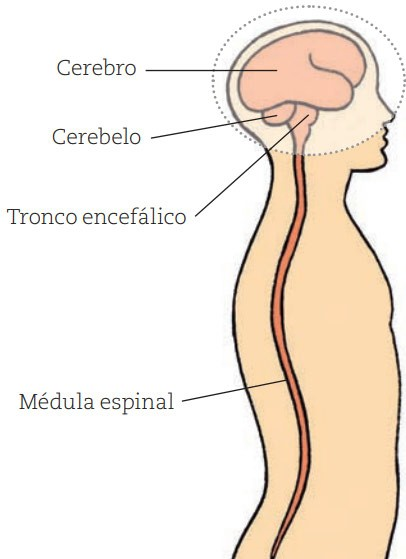 Cerebro
Cerebelo
Tronco encefálico
Médula espinal